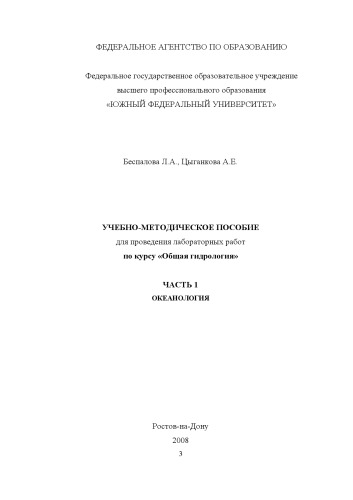 ФЕДЕРАЛЬНОЕ АГЕНТСТВО ПО ОБРАЗОВАНИЮ
Федеральное государственное образовательное учреждение
высшего профессионального образования
«ЮЖНЫЙ ФЕДЕРАЛЬНЫЙ УНИВЕРСИТЕТ»
Беспалова Л.А., Цыганкова А.Е.
УЧЕБНО-МЕТОДИЧЕСКОЕ ПОСОБИЕ
для проведения лабораторных работ
по курсу «Общая гидрология»
ЧАСТЬ 1
ОКЕАНОЛОГИЯ
Ростов-на-Дону
2008
3